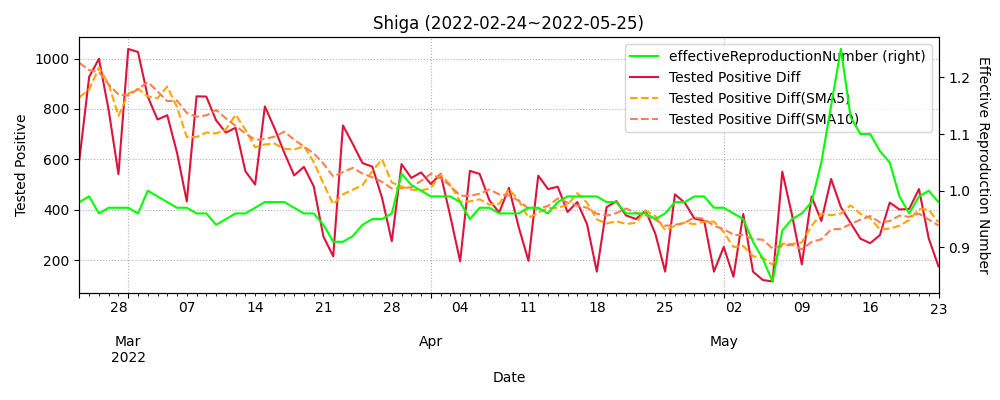 Shiga (2022-02-24~2022-05-25)
effectiveReproductionNumber (right)
Tested Positive Diff
Tested Positive Diff(SMA5)
Tested Positive Diff(SMA10)
Tested Positive
1000
800
600
400
200
Effective Reproduction Number
1.2
1.1
1.0
0.9
28 07 14 21 28 04 11 18 25 02 09 16 23
Mar Apr May
2022
Date